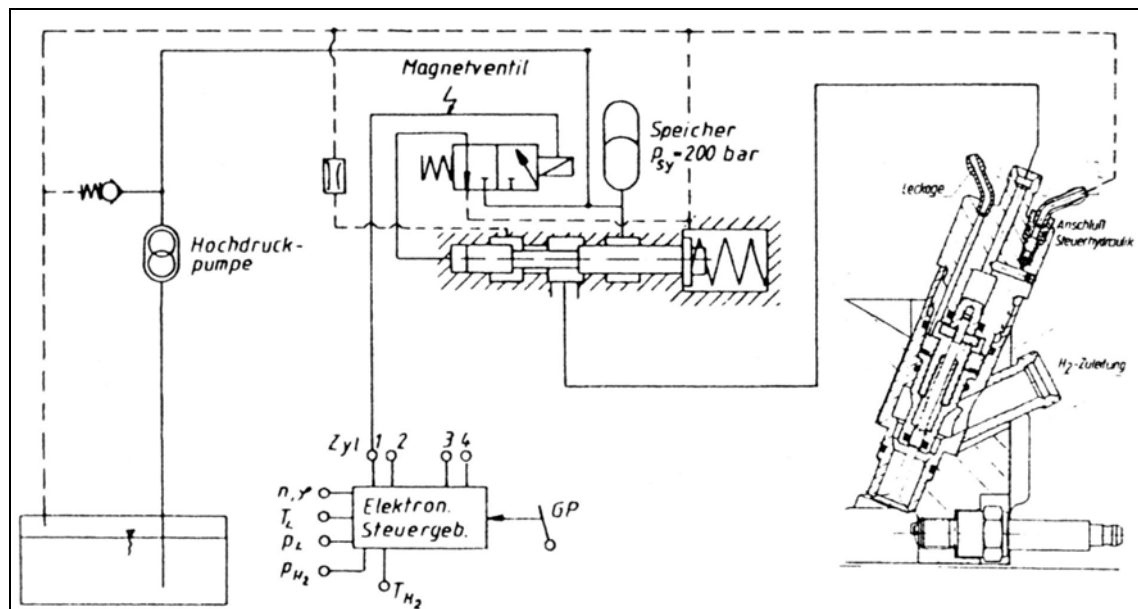 Magnetventil
Speicher
p_sy=200 bar
Hochdruck-
pumpe
Leckage
Anschluß
Steuerhydraulik
H₂-Zuleitung
Zyl 1 2 3 4
n,φ
T_L
p_L
p_H₂
T_H₂
Elektron.
Steuergeb.
GP